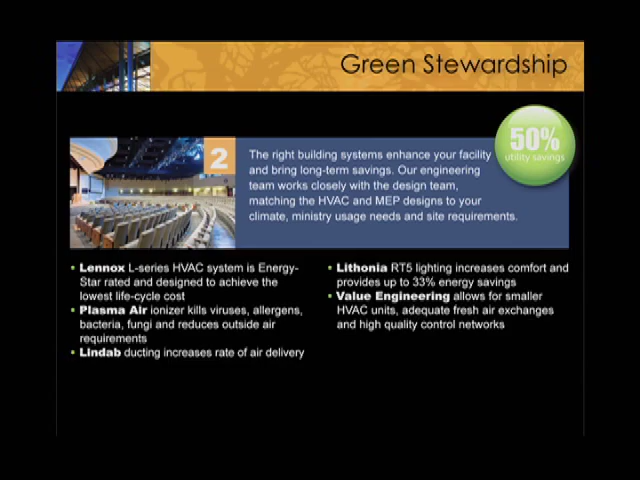 Green Stewardship
50%
utility savings
2
The right building systems enhance your facility
and bring long-term savings. Our engineering
team works closely with the design team,
matching the HVAC and MEP designs to your
climate, ministry usage needs and site requirements.
• Lennox L-series HVAC system is Energy-
Star rated and designed to achieve the
lowest life-cycle cost
• Plasma Air ionizer kills viruses, allergens,
bacteria, fungi and reduces outside air
requirements
• Lindab ducting increases rate of air delivery
• Lithonia RT5 lighting increases comfort and
provides up to 33% energy savings
• Value Engineering allows for smaller
HVAC units, adequate fresh air exchanges
and high quality control networks